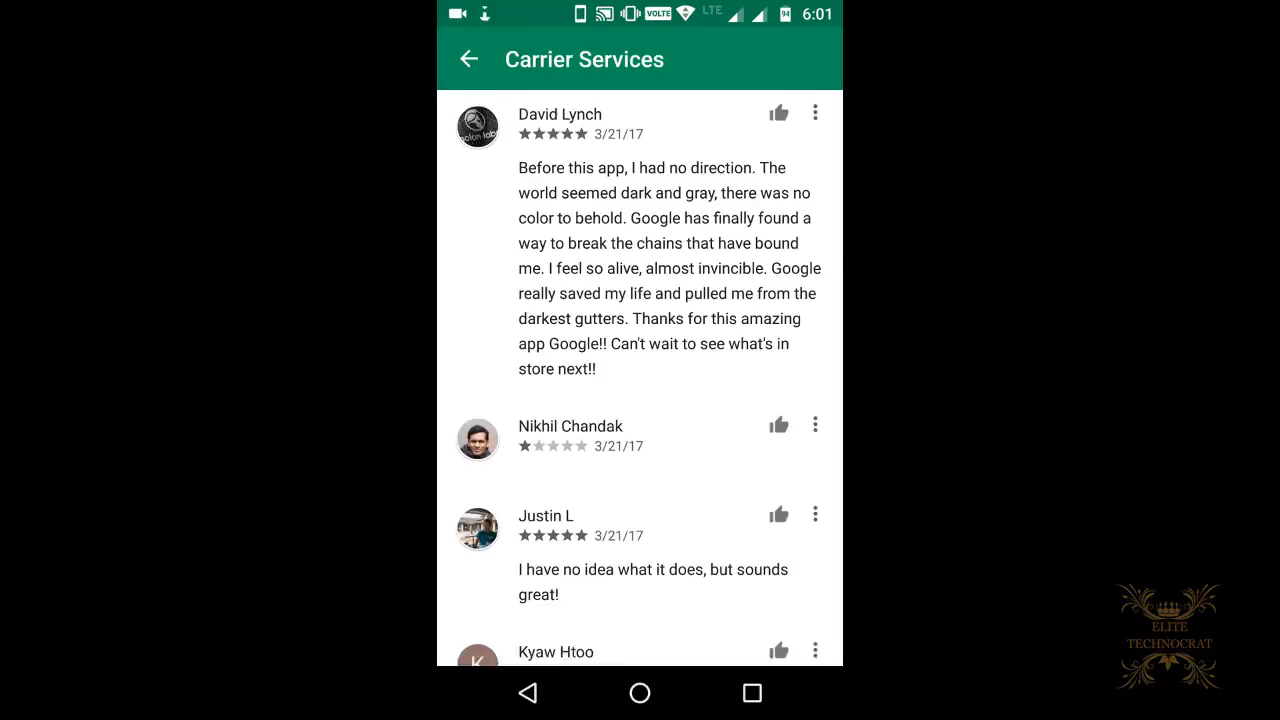 VOLTE LTE 94 6:01
Carrier Services
David Lynch
3/21/17
Before this app, I had no direction. The
world seemed dark and gray, there was no
color to behold. Google has finally found a
way to break the chains that have bound
me. I feel so alive, almost invincible. Google
really saved my life and pulled me from the
darkest gutters. Thanks for this amazing
app Google!! Can't wait to see what's in
store next!!
Nikhil Chandak
3/21/17
Justin L
3/21/17
I have no idea what it does, but sounds
great!
K
Kyaw Htoo
ELITE
TECHNOCRAT